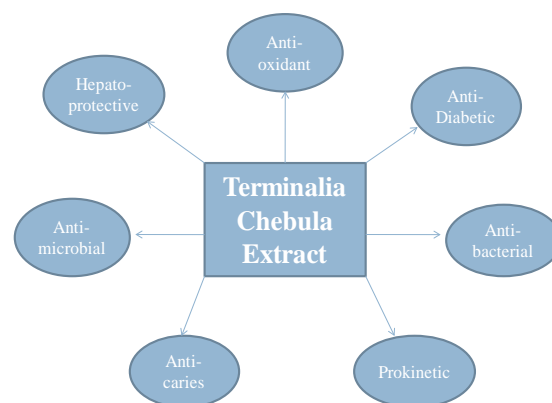 Anti-
oxidant
Hepato-
protective
Anti-
Diabetic
Terminalia
Chebula
Extract
Anti-
microbial
Anti-
bacterial
Anti-
caries
Prokinetic